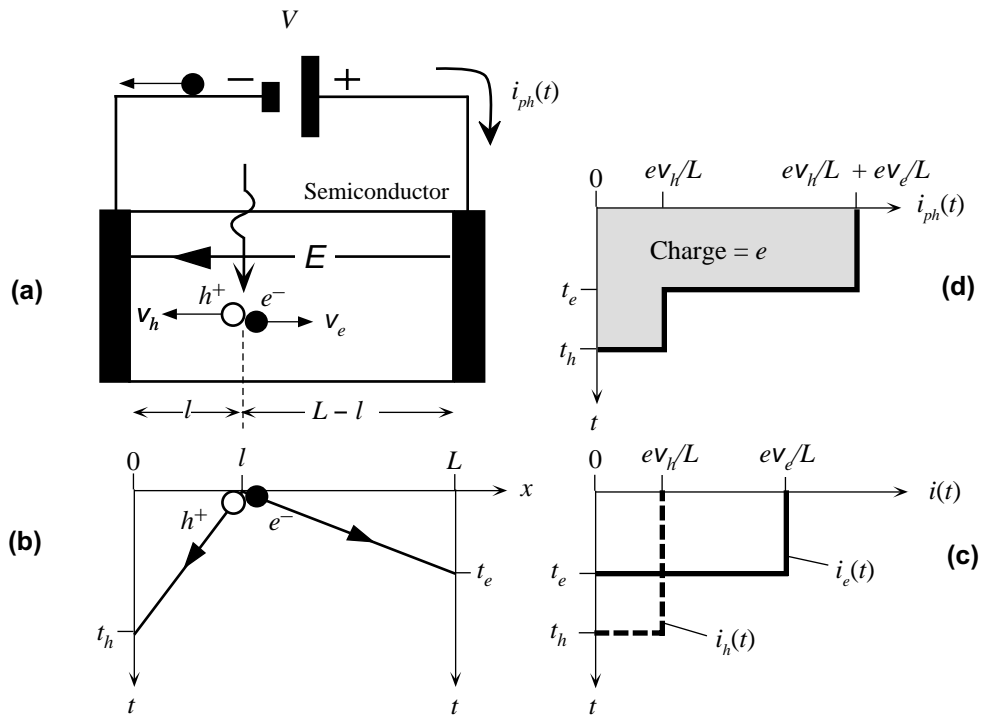 V
− +
i_ph(t)
Semiconductor
E
h⁺ e⁻
v_h v_e
(a)
l L − l
0 l L
x
h⁺ e⁻
(b)
t_e
t_h
t t
0 ev_h/L ev_h/L + ev_e/L
i_ph(t)
Charge = e
t_e
(d)
t_h
t
0 ev_h/L ev_e/L
i(t)
t_e
i_e(t)
(c)
t_h
i_h(t)
t